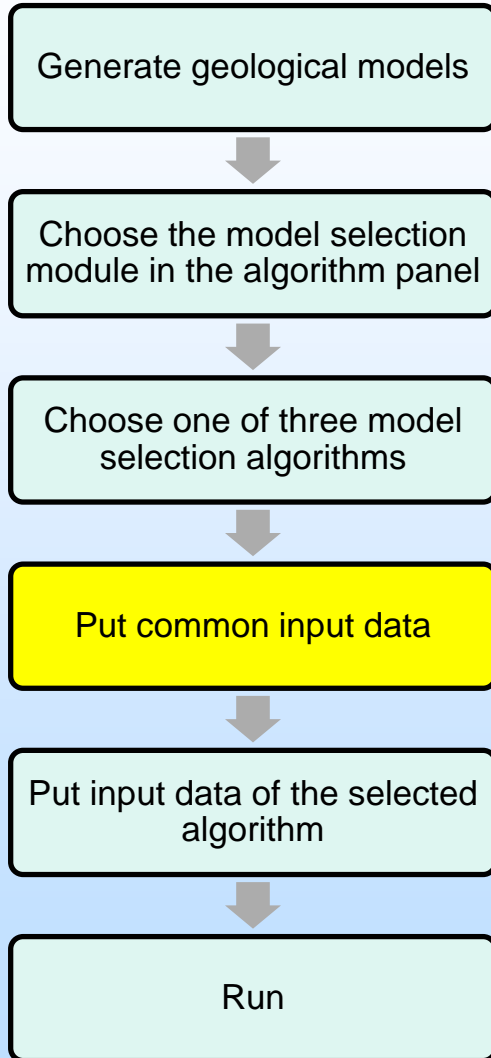 Generate geological models
Choose the model selection
module in the algorithm panel
Choose one of three model
selection algorithms
Put common input data
Put input data of the selected
algorithm
Run